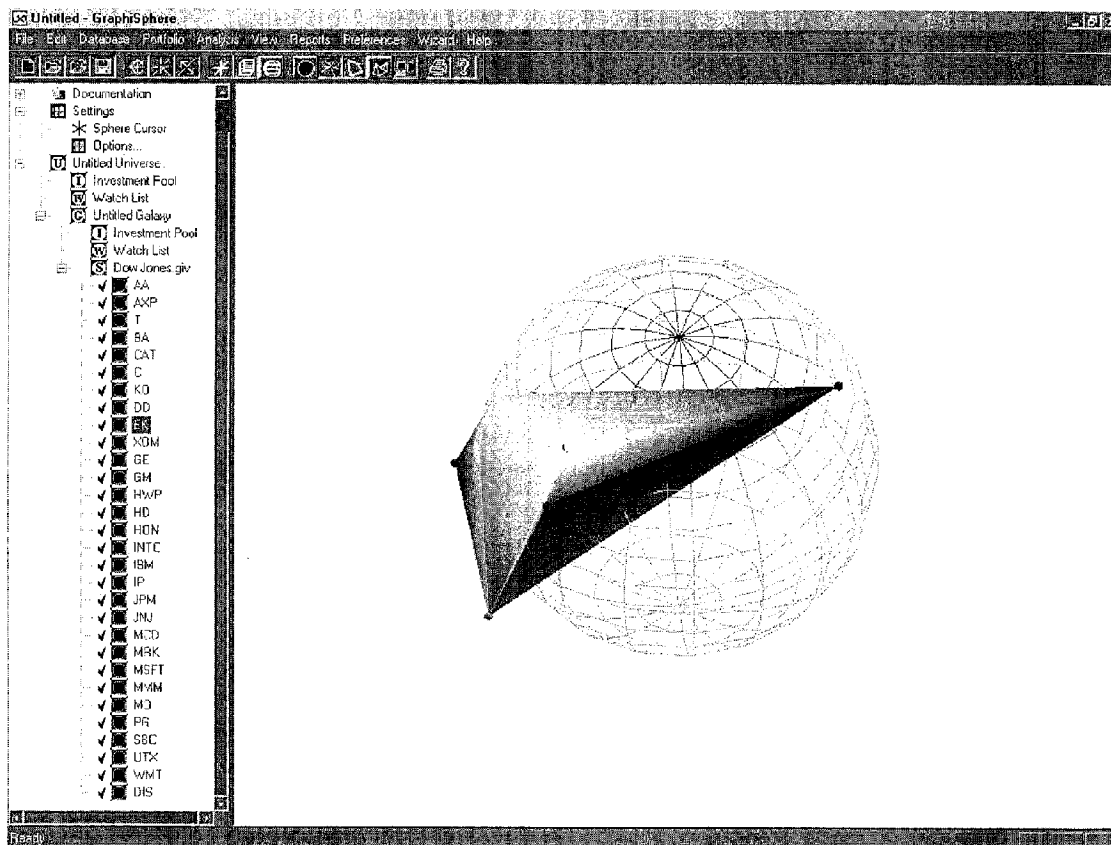 Untitled - GraphiSphere
File Edit Database Portfolio Analysis View Reports Preferences Wizard Help
Documentation
Settings
Sphere Cursor
Options...
U Untitled Universe
I Investment Pool
W Watch List
G Untitled Galaxy
I Investment Pool
W Watch List
S Dow Jones.giv
AA
AXP
T
BA
CAT
C
KO
DD
EK
XOM
GE
GM
HWP
HD
HON
INTC
IBM
IP
JPM
JNJ
MCD
MRK
MSFT
MMM
MO
PG
SBC
UTX
WMT
DIS
Ready